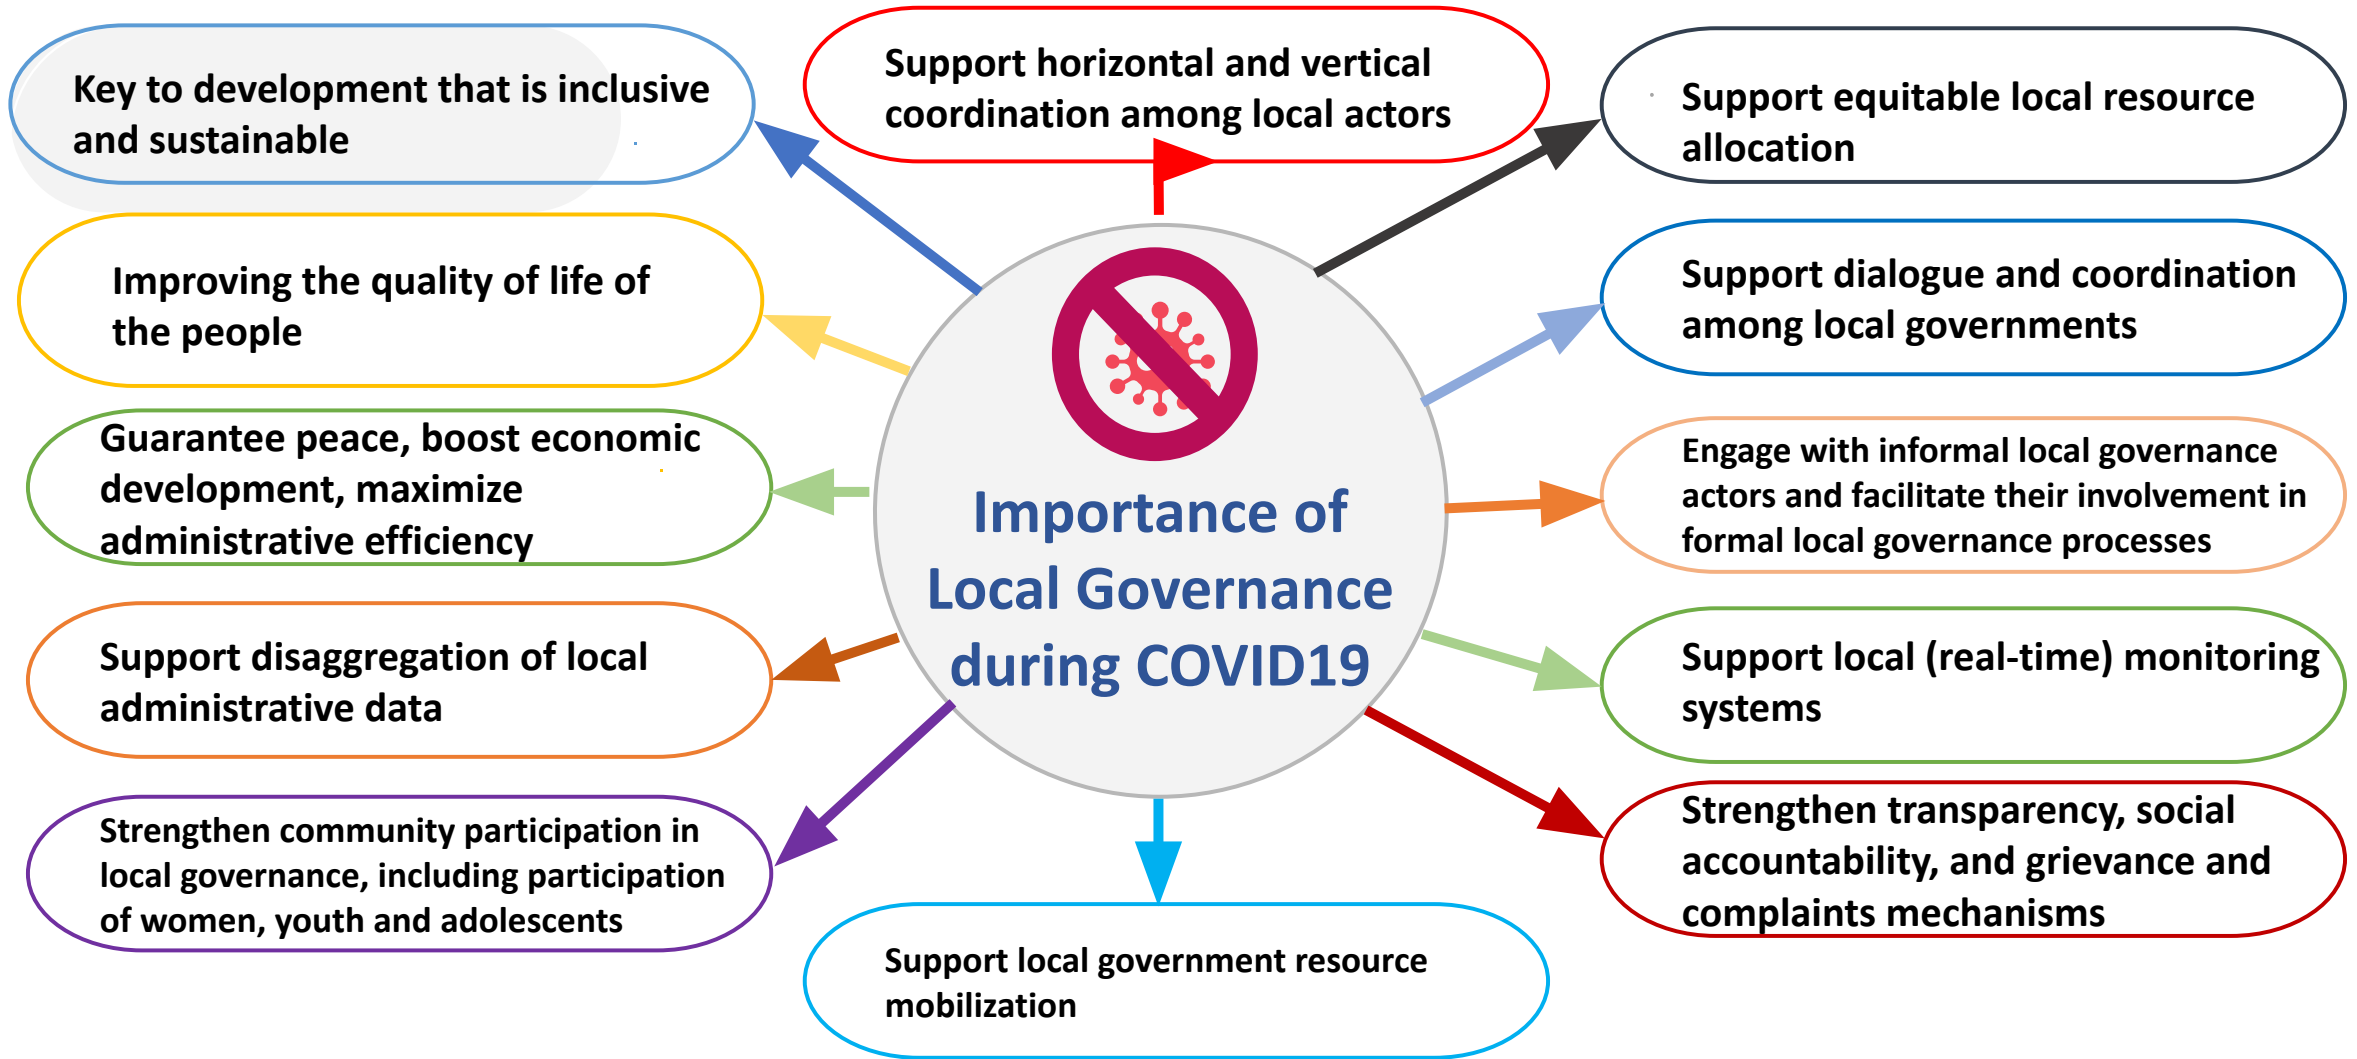 Key to development that is inclusive
and sustainable
Support horizontal and vertical
coordination among local actors
Support equitable local resource
allocation
Improving the quality of life of
the people
Support dialogue and coordination
among local governments
Guarantee peace, boost economic
development, maximize
administrative efficiency
Engage with informal local governance
actors and facilitate their involvement in
formal local governance processes
Importance of
Local Governance
during COVID19
Support disaggregation of local
administrative data
Support local (real-time) monitoring
systems
Strengthen community participation in
local governance, including participation
of women, youth and adolescents
Strengthen transparency, social
accountability, and grievance and
complaints mechanisms
Support local government resource
mobilization